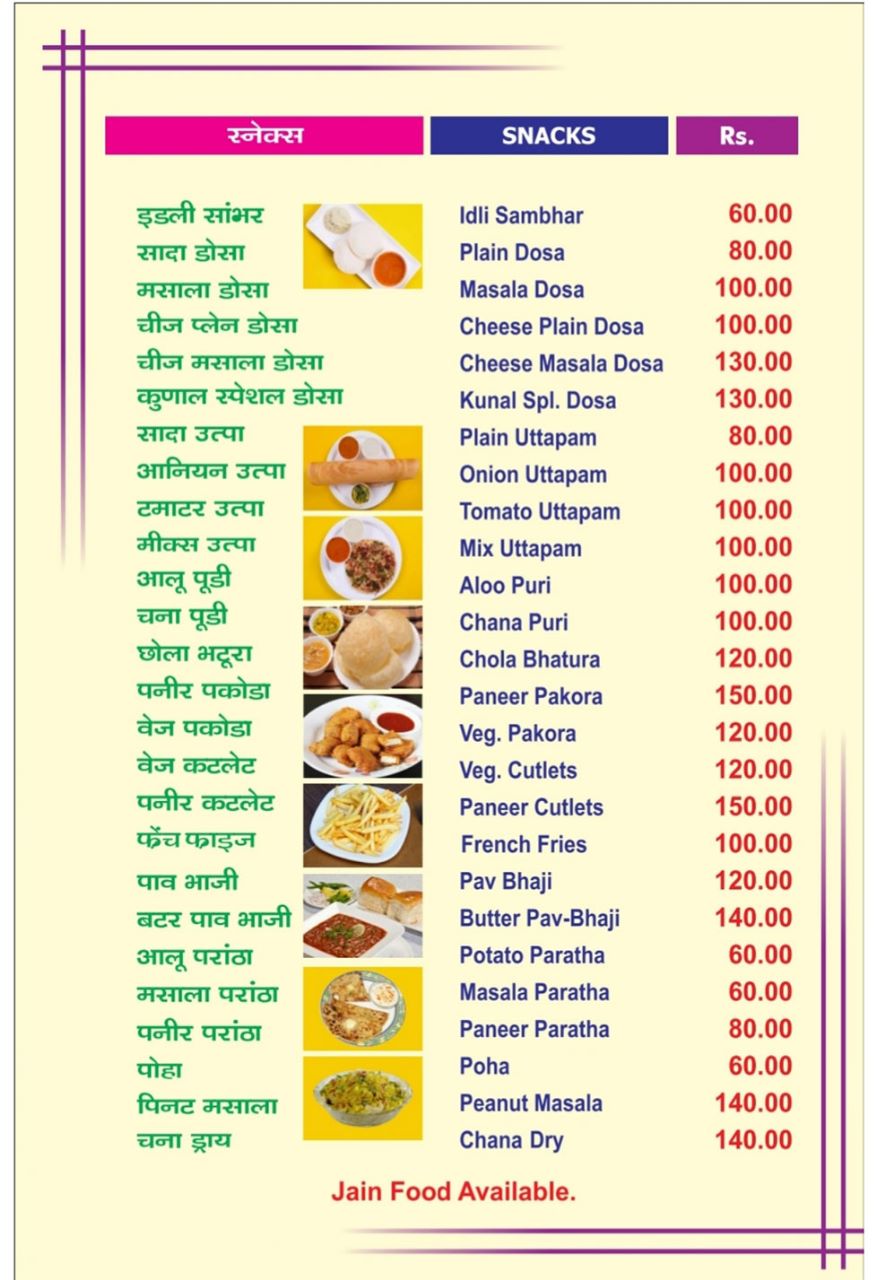 स्नेक्स SNACKS Rs.
इडली सांभर Idli Sambhar 60.00
सादा डोसा Plain Dosa 80.00
मसाला डोसा Masala Dosa 100.00
चीज प्लेन डोसा Cheese Plain Dosa 100.00
चीज मसाला डोसा Cheese Masala Dosa 130.00
कुणाल स्पेशल डोसा Kunal Spl. Dosa 130.00
सादा उत्पा Plain Uttapam 80.00
आनियन उत्पा Onion Uttapam 100.00
टमाटर उत्पा Tomato Uttapam 100.00
मीक्स उत्पा Mix Uttapam 100.00
आलू पूडी Aloo Puri 100.00
चना पूडी Chana Puri 100.00
छोला भटूरा Chola Bhatura 120.00
पनीर पकोडा Paneer Pakora 150.00
वेज पकोडा Veg. Pakora 120.00
वेज कटलेट Veg. Cutlets 120.00
पनीर कटलेट Paneer Cutlets 150.00
फ्रेंच फ्राइज French Fries 100.00
पाव भाजी Pav Bhaji 120.00
बटर पाव भाजी Butter Pav-Bhaji 140.00
आलू परांठा Potato Paratha 60.00
मसाला परांठा Masala Paratha 60.00
पनीर परांठा Paneer Paratha 80.00
पोहा Poha 60.00
पिनट मसाला Peanut Masala 140.00
चना ड्राय Chana Dry 140.00
Jain Food Available.